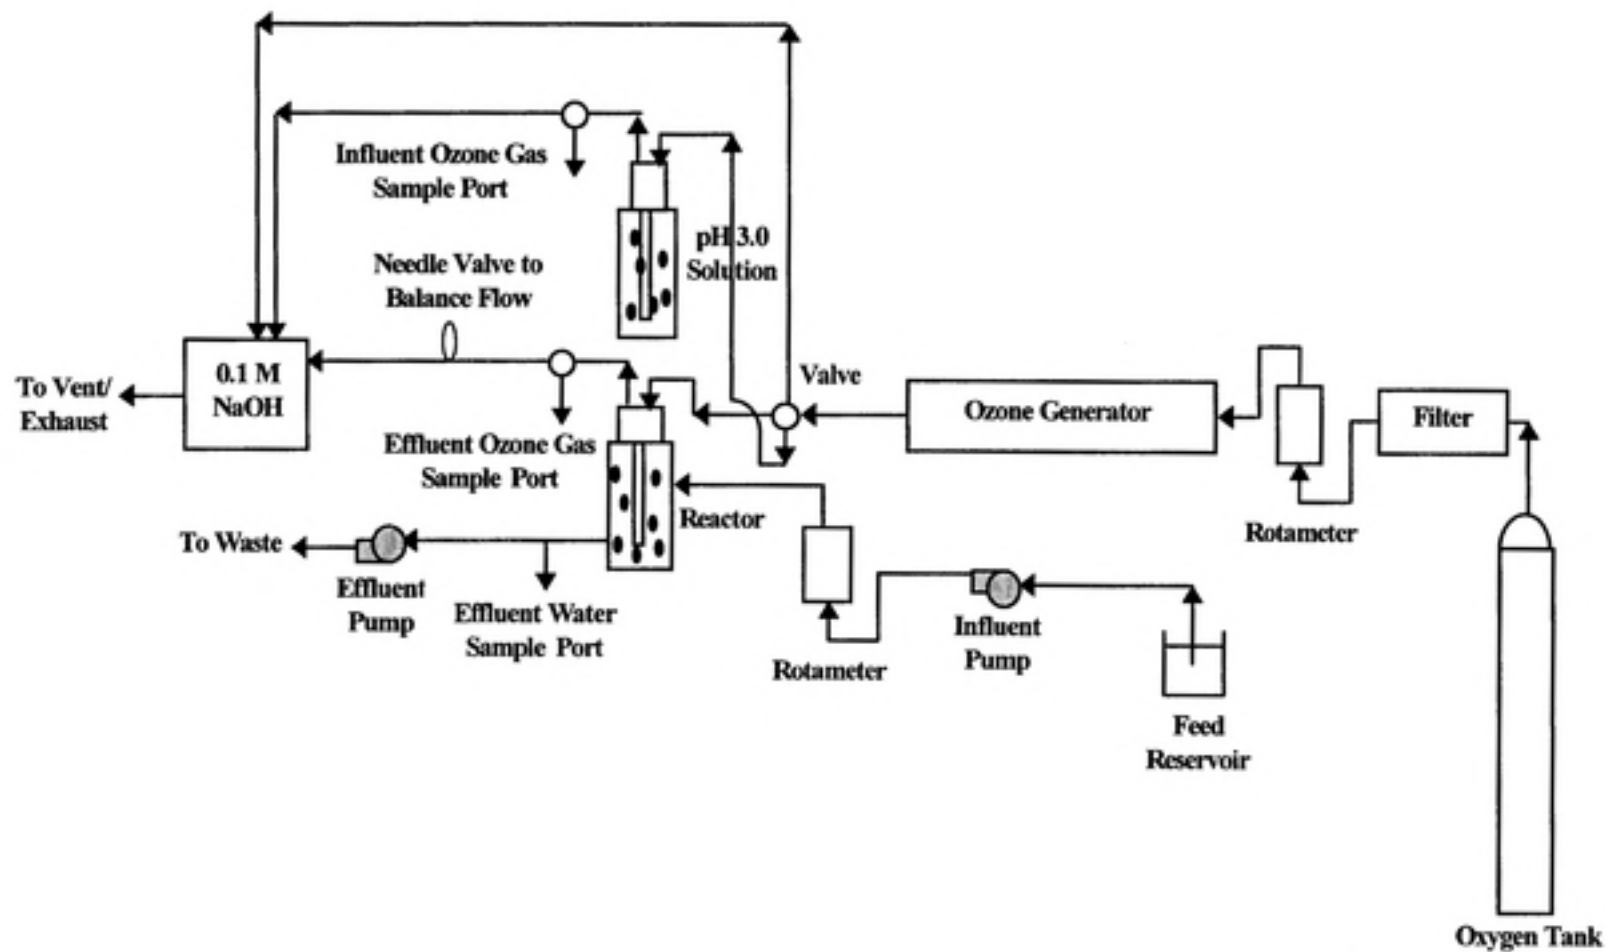 Influent Ozone Gas
Sample Port
pH 3.0
Solution
Needle Valve to
Balance Flow
To Vent/
Exhaust
0.1 M
NaOH
Valve
Ozone Generator
Filter
Effluent Ozone Gas
Sample Port
Reactor
Rotameter
To Waste
Effluent
Pump
Effluent Water
Sample Port
Rotameter
Influent
Pump
Feed
Reservoir
Oxygen Tank